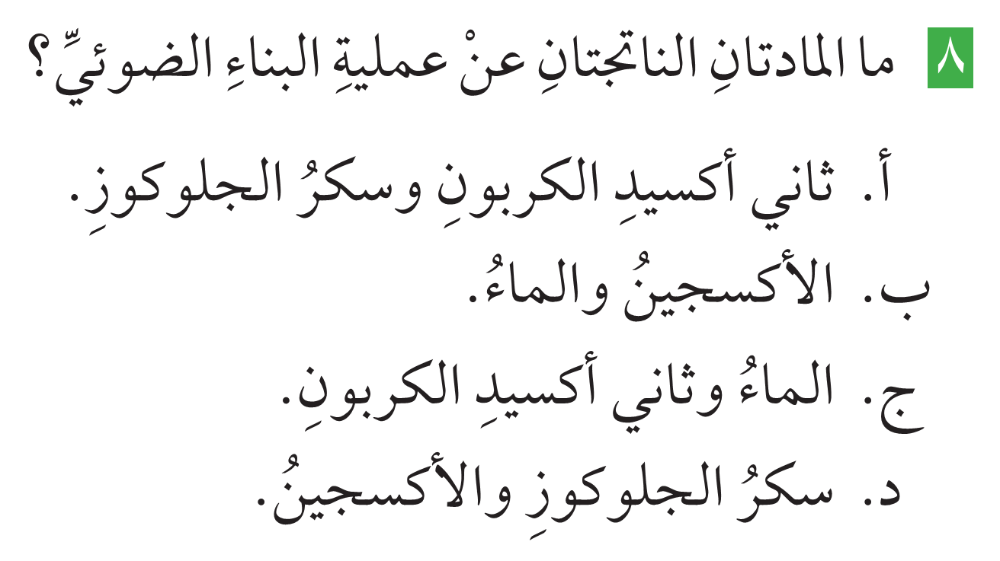 ٨ ما المادتانِ الناتجتانِ عنْ عمليةِ البناءِ الضوئيِّ؟
أ. ثاني أكسيدِ الكربونِ وسكرُ الجلوكوزِ.
ب. الأكسجينُ والماءُ.
ج. الماءُ وثاني أكسيدِ الكربونِ.
د. سكرُ الجلوكوزِ والأكسجينُ.